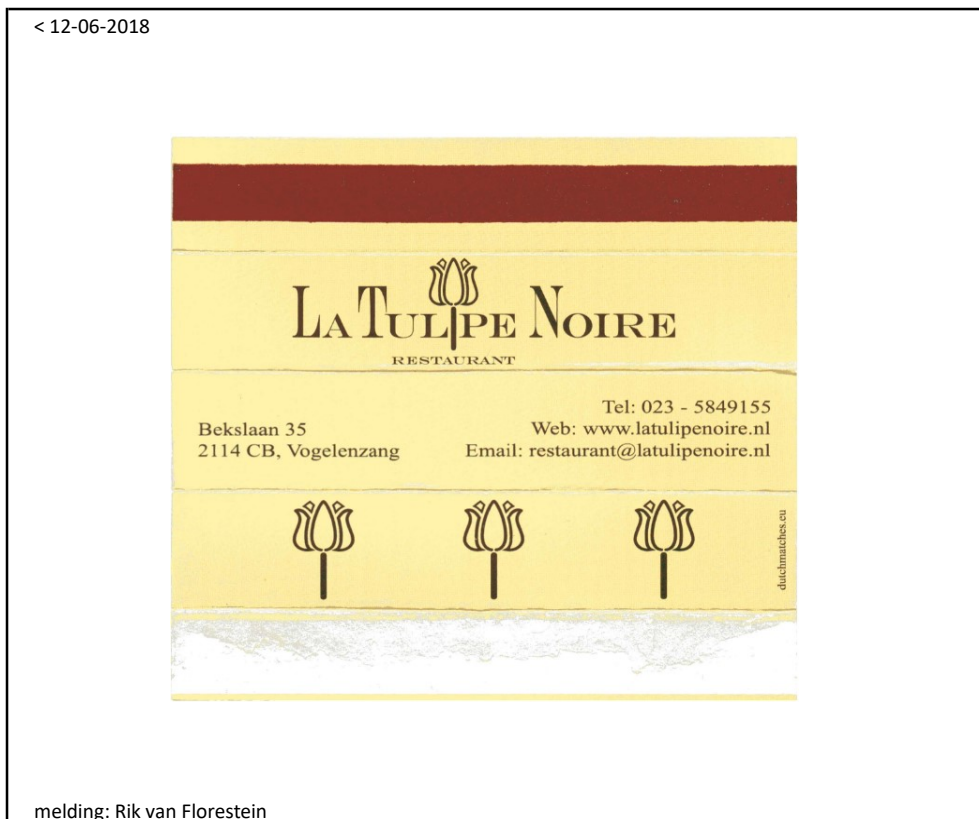 < 12-06-2018
LA TULIPE NOIRE
RESTAURANT
Bekslaan 35
2114 CB, Vogelenzang
Tel: 023 - 5849155
Web: www.latulipenoire.nl
Email: restaurant@latulipenoire.nl
dutchmatches.eu
melding: Rik van Florestein